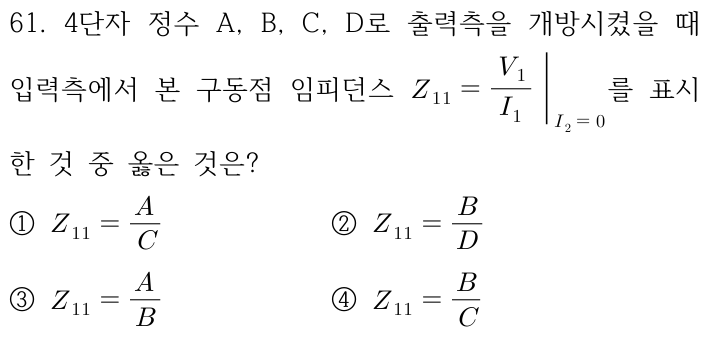 61. 4단자 정수 A, B, C, D로 출력측을 개방시켰을 때
입력측에서 본 구동점 임피던스 $Z_{11} = \left. \frac{V_1}{I_1} \right|_{I_2=0}$를 표시
한 것 중 옳은 것은?
① $Z_{11} = \frac{A}{C}$ ② $Z_{11} = \frac{B}{D}$
③ $Z_{11} = \frac{A}{B}$ ④ $Z_{11} = \frac{B}{C}$